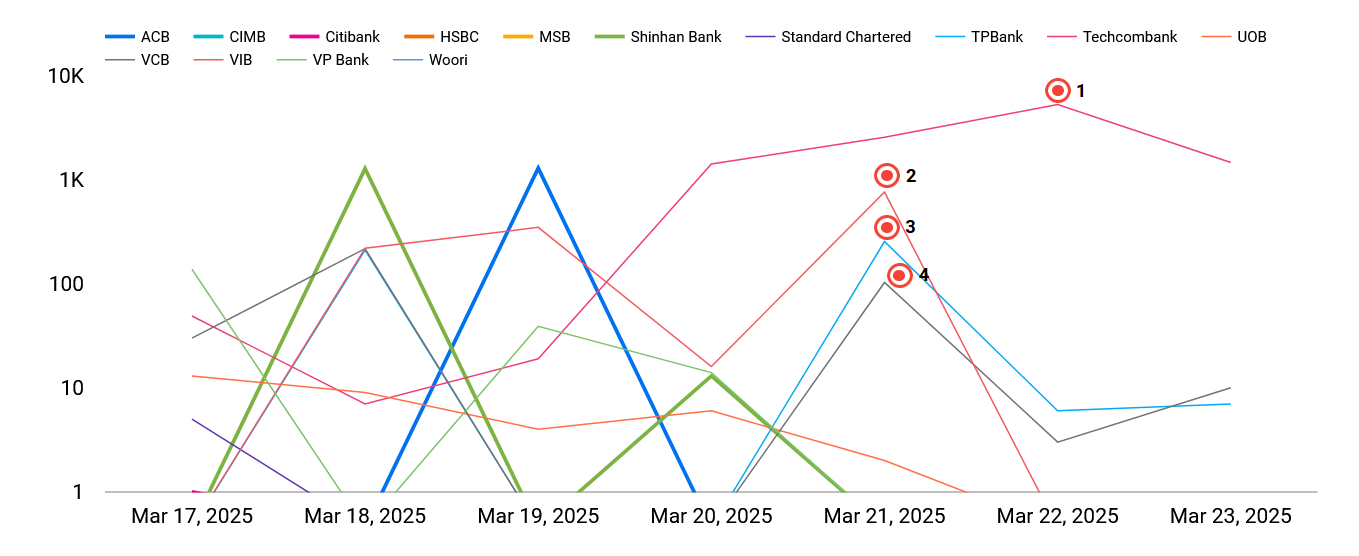 ACB CIMB Citibank HSBC MSB Shinhan Bank Standard Chartered TPBank Techcombank UOB
VCB VIB VP Bank Woori
10K
1
1K
2
3
100
4
10
1
Mar 17, 2025 Mar 18, 2025 Mar 19, 2025 Mar 20, 2025 Mar 21, 2025 Mar 22, 2025 Mar 23, 2025